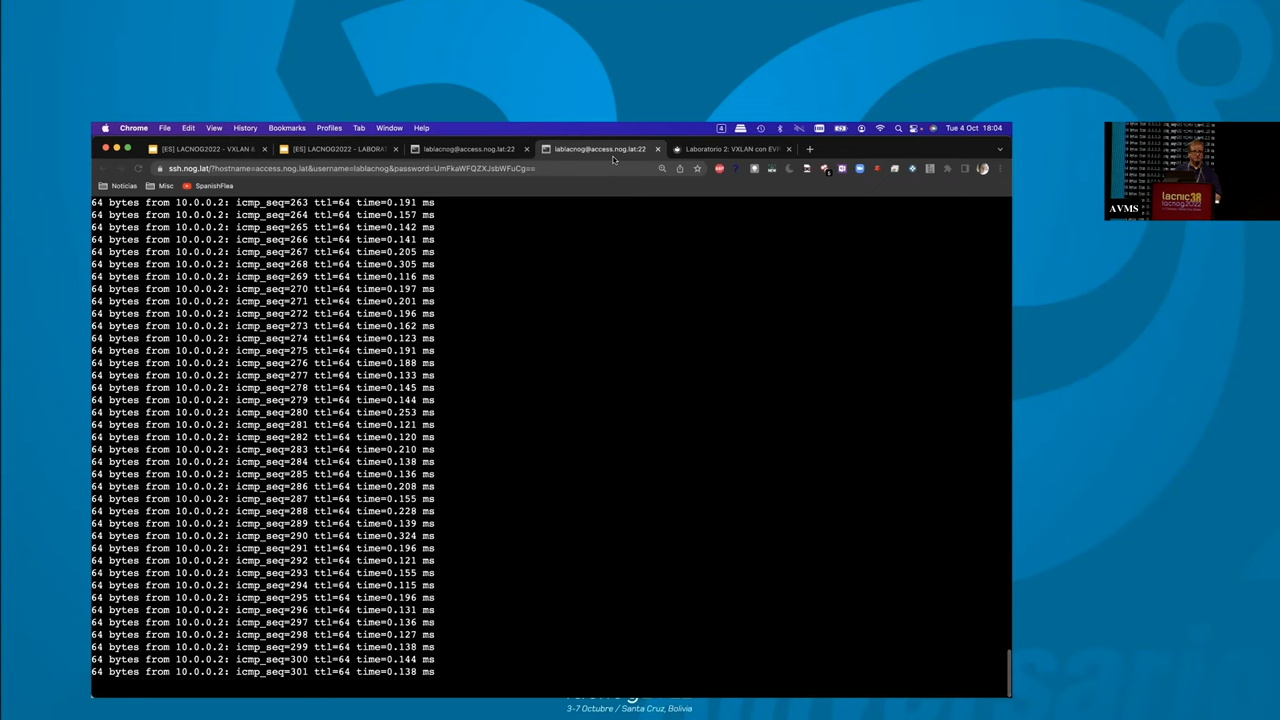 Chrome File Edit View History Bookmarks Profiles Tab Window Help
4
Tue 4 Oct 18:04
[ES] LACNOG2022 - VXLAN &
[ES] LACNOG2022 - LABORAT
lablacnog@access.nog.lat:22
lablacnog@access.nog.lat:22
Laboratorio 2: VXLAN con EVP
ssh.nog.lat/?hostname=access.nog.lat&username=lablacnog&password=UmFkaWFQZXJsbWFuCg==
Noticias Misc SpanishFlea
64 bytes from 10.0.0.2: icmp_seq=263 ttl=64 time=0.191 ms
64 bytes from 10.0.0.2: icmp_seq=264 ttl=64 time=0.157 ms
64 bytes from 10.0.0.2: icmp_seq=265 ttl=64 time=0.142 ms
64 bytes from 10.0.0.2: icmp_seq=266 ttl=64 time=0.141 ms
64 bytes from 10.0.0.2: icmp_seq=267 ttl=64 time=0.205 ms
64 bytes from 10.0.0.2: icmp_seq=268 ttl=64 time=0.305 ms
64 bytes from 10.0.0.2: icmp_seq=269 ttl=64 time=0.116 ms
64 bytes from 10.0.0.2: icmp_seq=270 ttl=64 time=0.197 ms
64 bytes from 10.0.0.2: icmp_seq=271 ttl=64 time=0.201 ms
64 bytes from 10.0.0.2: icmp_seq=272 ttl=64 time=0.196 ms
64 bytes from 10.0.0.2: icmp_seq=273 ttl=64 time=0.162 ms
64 bytes from 10.0.0.2: icmp_seq=274 ttl=64 time=0.123 ms
64 bytes from 10.0.0.2: icmp_seq=275 ttl=64 time=0.191 ms
64 bytes from 10.0.0.2: icmp_seq=276 ttl=64 time=0.188 ms
64 bytes from 10.0.0.2: icmp_seq=277 ttl=64 time=0.133 ms
64 bytes from 10.0.0.2: icmp_seq=278 ttl=64 time=0.145 ms
64 bytes from 10.0.0.2: icmp_seq=279 ttl=64 time=0.144 ms
64 bytes from 10.0.0.2: icmp_seq=280 ttl=64 time=0.253 ms
64 bytes from 10.0.0.2: icmp_seq=281 ttl=64 time=0.121 ms
64 bytes from 10.0.0.2: icmp_seq=282 ttl=64 time=0.120 ms
64 bytes from 10.0.0.2: icmp_seq=283 ttl=64 time=0.210 ms
64 bytes from 10.0.0.2: icmp_seq=284 ttl=64 time=0.138 ms
64 bytes from 10.0.0.2: icmp_seq=285 ttl=64 time=0.136 ms
64 bytes from 10.0.0.2: icmp_seq=286 ttl=64 time=0.208 ms
64 bytes from 10.0.0.2: icmp_seq=287 ttl=64 time=0.155 ms
64 bytes from 10.0.0.2: icmp_seq=288 ttl=64 time=0.228 ms
64 bytes from 10.0.0.2: icmp_seq=289 ttl=64 time=0.139 ms
64 bytes from 10.0.0.2: icmp_seq=290 ttl=64 time=0.324 ms
64 bytes from 10.0.0.2: icmp_seq=291 ttl=64 time=0.196 ms
64 bytes from 10.0.0.2: icmp_seq=292 ttl=64 time=0.121 ms
64 bytes from 10.0.0.2: icmp_seq=293 ttl=64 time=0.155 ms
64 bytes from 10.0.0.2: icmp_seq=294 ttl=64 time=0.115 ms
64 bytes from 10.0.0.2: icmp_seq=295 ttl=64 time=0.196 ms
64 bytes from 10.0.0.2: icmp_seq=296 ttl=64 time=0.131 ms
64 bytes from 10.0.0.2: icmp_seq=297 ttl=64 time=0.136 ms
64 bytes from 10.0.0.2: icmp_seq=298 ttl=64 time=0.127 ms
64 bytes from 10.0.0.2: icmp_seq=299 ttl=64 time=0.138 ms
64 bytes from 10.0.0.2: icmp_seq=300 ttl=64 time=0.144 ms
64 bytes from 10.0.0.2: icmp_seq=301 ttl=64 time=0.138 ms
lacnic38
lacnog2022
AVMS
3-7 Octubre / Santa Cruz, Bolivia